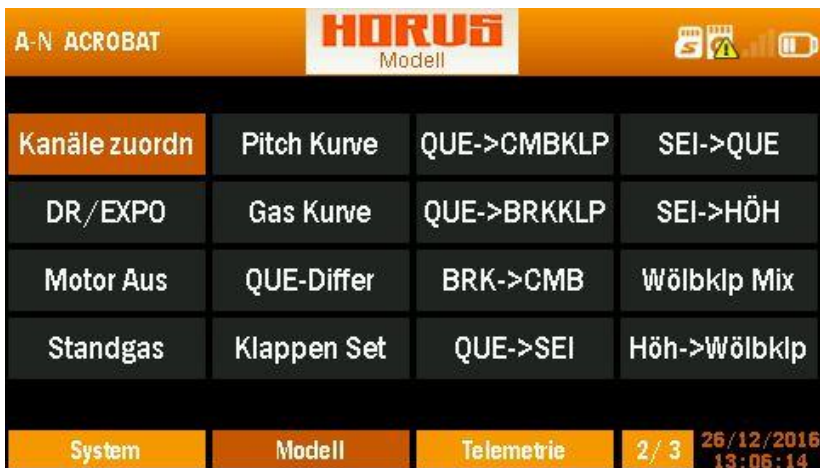 A-N ACROBAT
HORUS
Modell
Kanäle zuordn Pitch Kurve QUE->CMBKLP SEI->QUE
DR/EXPO Gas Kurve QUE->BRKKLP SEI->HÖH
Motor Aus QUE-Differ BRK->CMB Wölbklp Mix
Standgas Klappen Set QUE->SEI Höh->Wölbklp
System Modell Telemetrie 2/3 26/12/2016
13:06:14